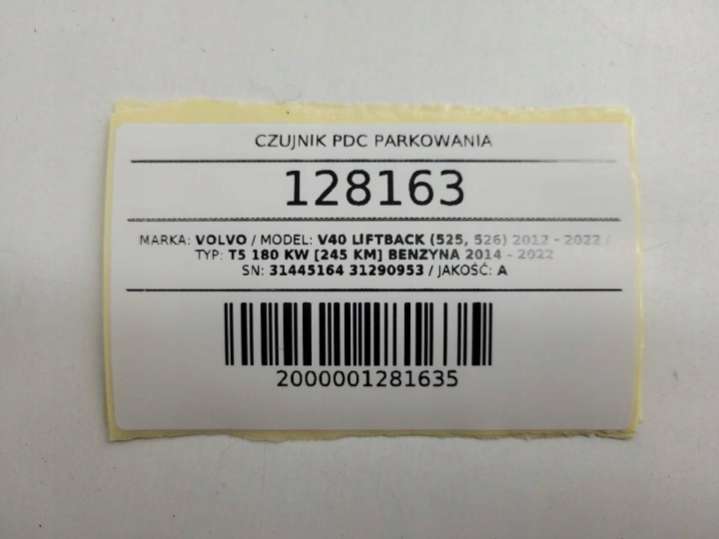 CZUJNIK PDC PARKOWANIA
128163
MARKA: VOLVO / MODEL: V40 LIFTBACK (525, 526) 2012 - 2022 /
TYP: T5 180 KW [245 KM] BENZYNA 2014 - 2022
SN: 31445164 31290953 / JAKOŚĆ: A
2000001281635